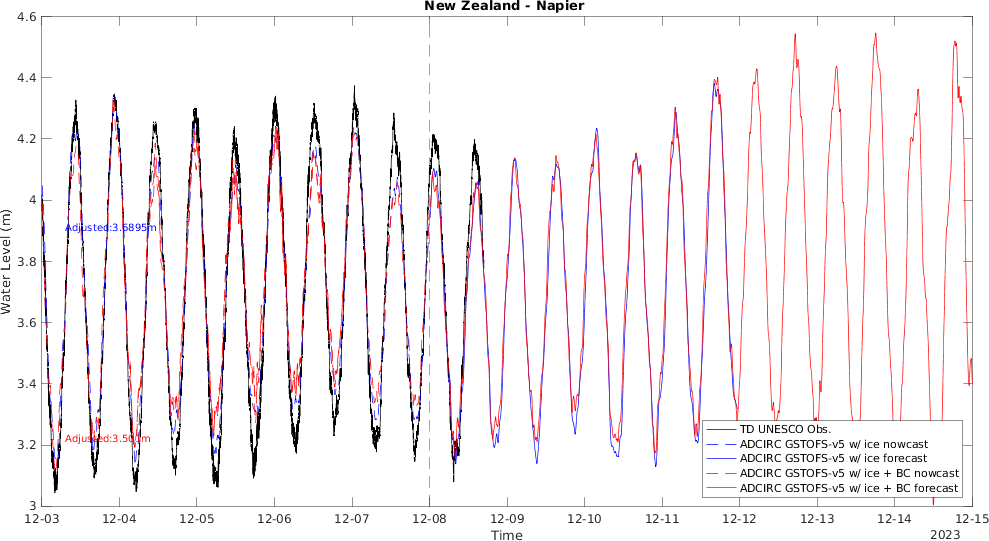 New Zealand - Napier
4.6
4.4
4.2
4
3.8
3.6
3.4
3.2
3
Water Level (m)
Adjusted:3.6895m
TD UNESCO Obs.
ADCIRC GSTOFS-v5 w/ ice nowcast
ADCIRC GSTOFS-v5 w/ ice forecast
ADCIRC GSTOFS-v5 w/ ice + BC nowcast
ADCIRC GSTOFS-v5 w/ ice + BC forecast
12-03
12-04
12-05
12-06
12-07
12-08
12-09
12-10
12-11
12-12
12-13
12-14
12-15
Time
2023